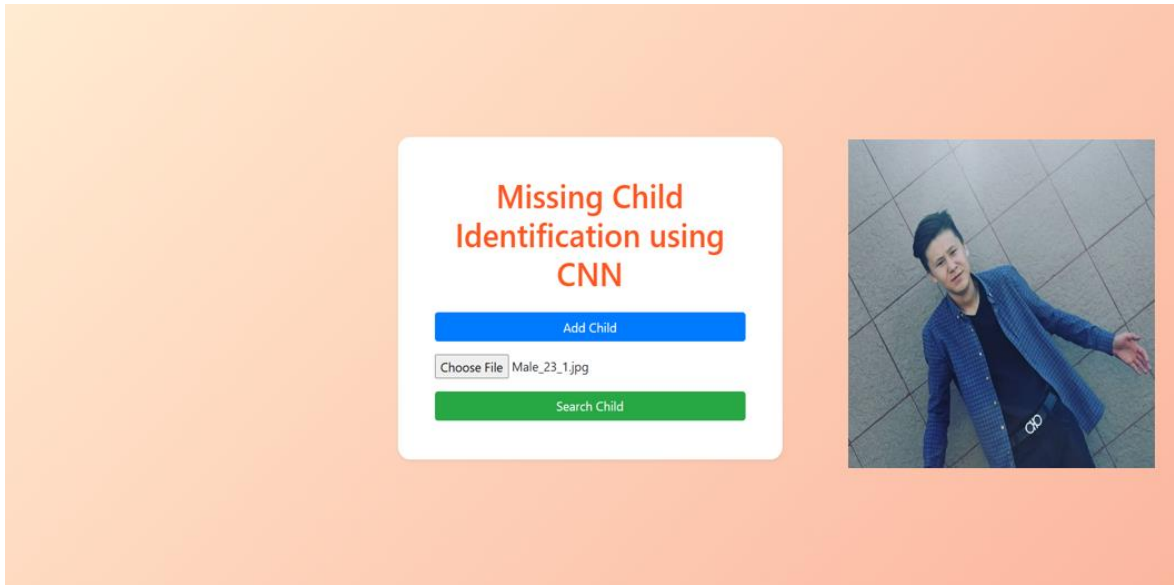 Missing Child
Identification using
CNN
Add Child
Choose File Male_23_1.jpg
Search Child